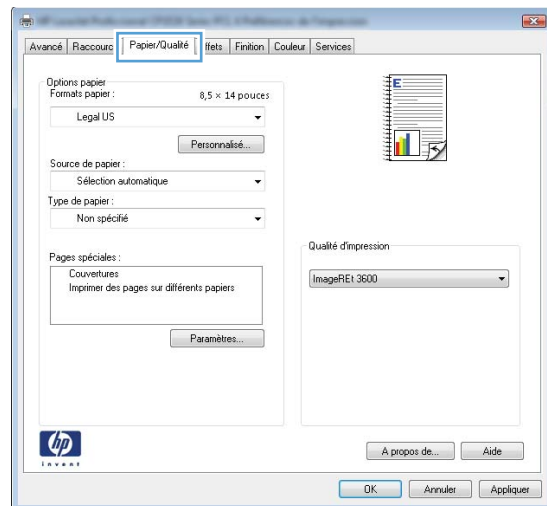 Avancé Raccourc Papier/Qualité ffets Finition Couleur Services
Options papier
Formats papier :
8,5 × 14 pouces
Legal US
Personnalisé...
Source de papier :
Sélection automatique
Type de papier :
Non spécifié
Pages spéciales :
Couvertures
Imprimer des pages sur différents papiers
Paramètres...
E
Qualité d'impression
ImageREt 3600
hp
invent
A propos de... Aide
OK Annuler Appliquer